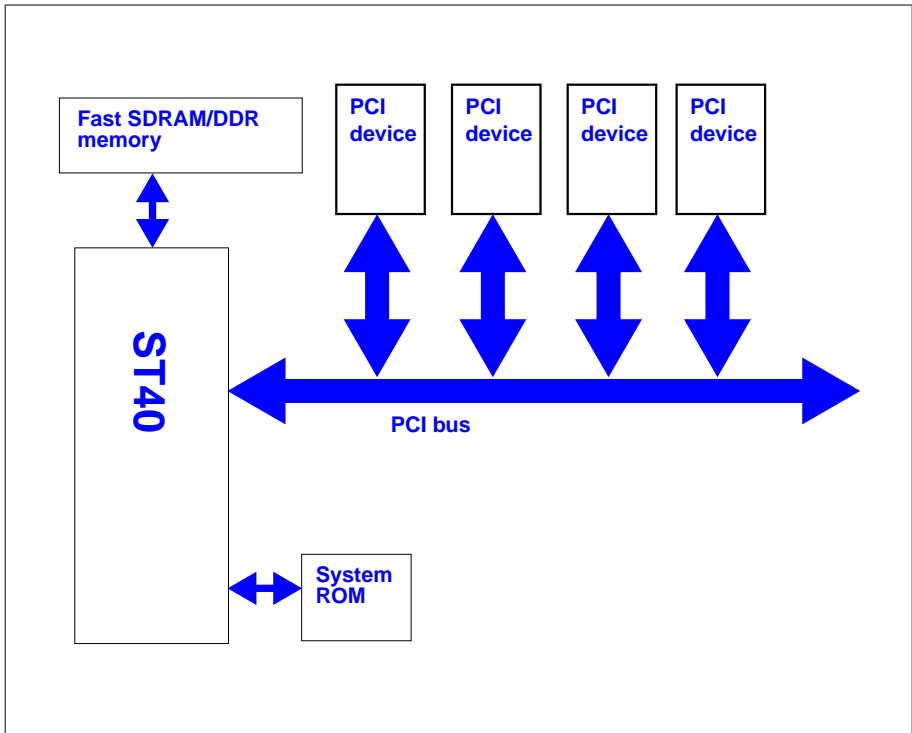 Fast SDRAM/DDR
memory
PCI
device
PCI
device
PCI
device
PCI
device
ST40
PCI bus
System
ROM